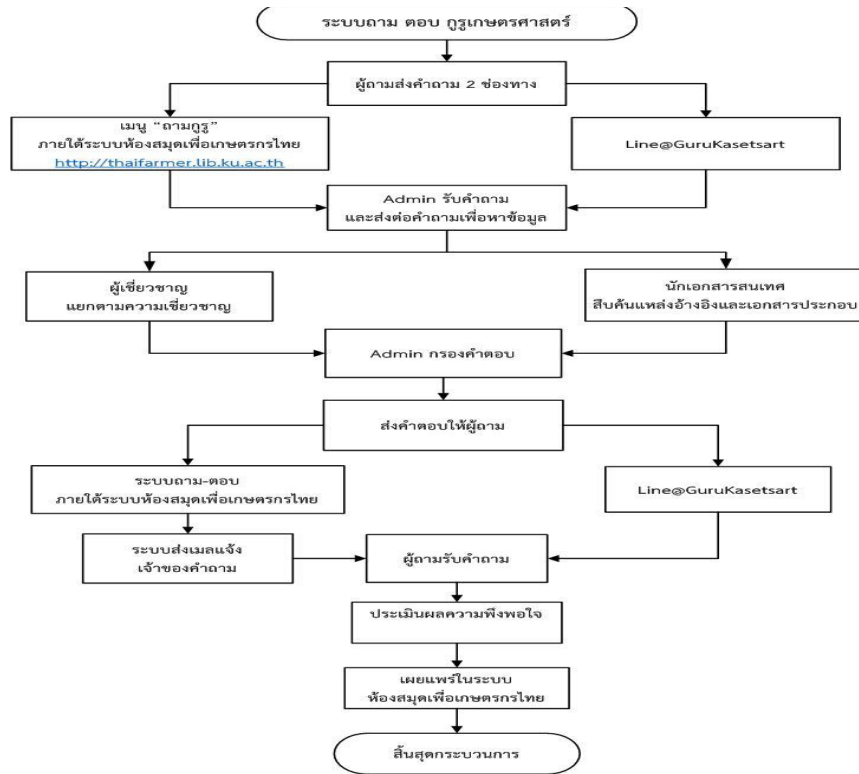 ระบบถาม ตอบ กูรูเกษตรศาสตร์
ผู้ถามส่งคำถาม 2 ช่องทาง
เมนู “ถามกูรู”
ภายใต้ระบบห้องสมุดเพื่อเกษตรกรไทย
http://thaifarmer.lib.ku.ac.th
Line@GuruKasetsart
Admin รับคำถาม
และส่งต่อคำถามเพื่อหาข้อมูล
ผู้เชี่ยวชาญ
แยกตามความเชี่ยวชาญ
นักเอกสารสนเทศ
สืบค้นแหล่งอ้างอิงและเอกสารประกอบ
Admin กรองคำตอบ
ส่งคำตอบให้ผู้ถาม
ระบบถาม-ตอบ
ภายใต้ระบบห้องสมุดเพื่อเกษตรกรไทย
Line@GuruKasetsart
ระบบส่งเมลแจ้ง
เจ้าของคำถาม
ผู้ถามรับคำถาม
ประเมินผลความพึงพอใจ
เผยแพร่ในระบบ
ห้องสมุดเพื่อเกษตรกรไทย
สิ้นสุดกระบวนการ